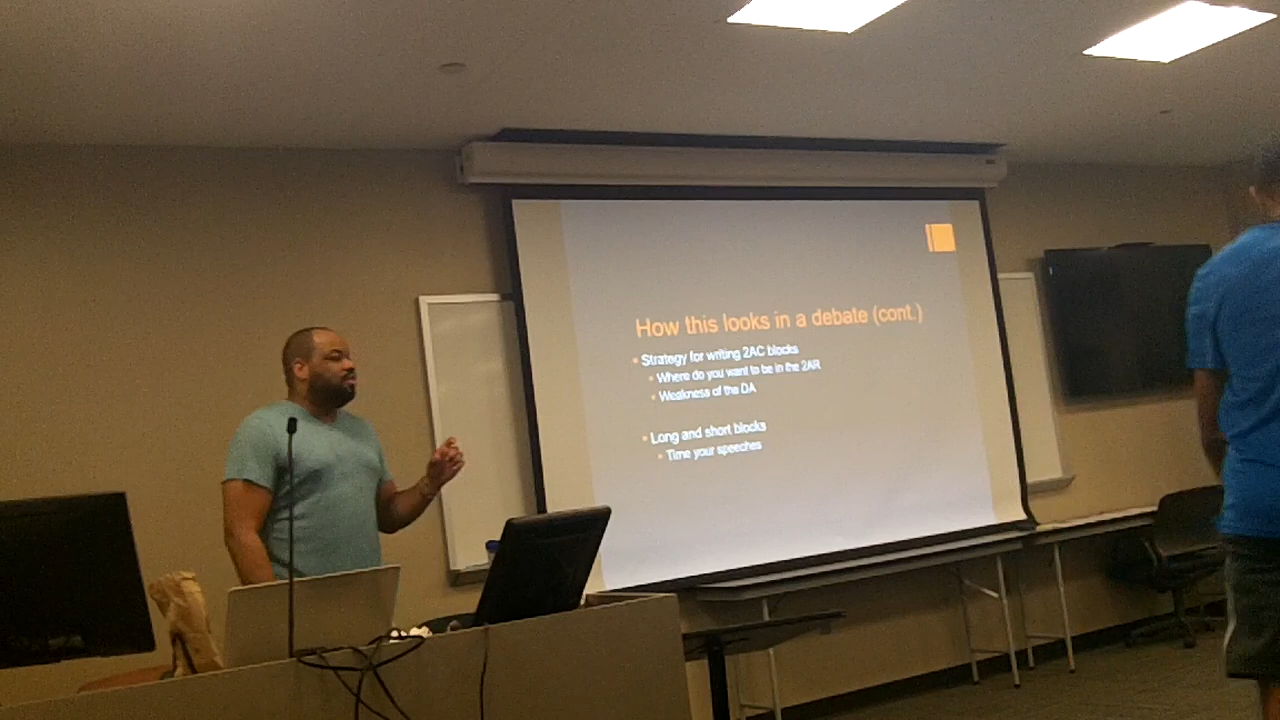 How this looks in a debate (cont.)
Strategy for writing 2AC blocks
Where do you want to be in the 2AR
Weakness of the DA
Long and short blocks
Time your speeches